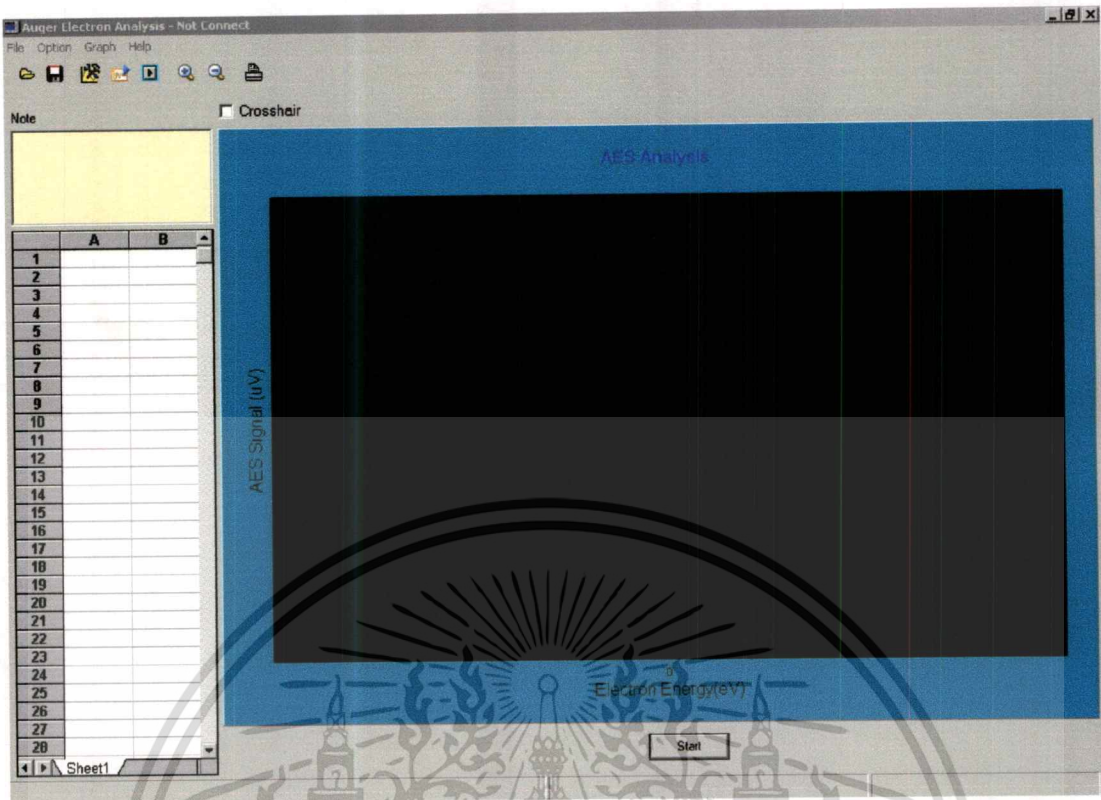 Auger Electron Analysis - Not Connect
File Option Graph Help
Note
Crosshair
AES Analysis
A B
1
2
3
4
5
6
7
8
9
10
11
12
13
14
15
16
17
18
19
20
21
22
23
24
25
26
27
28
AES Signal (uV)
0
Electron Energy(eV)
Start
Sheet1